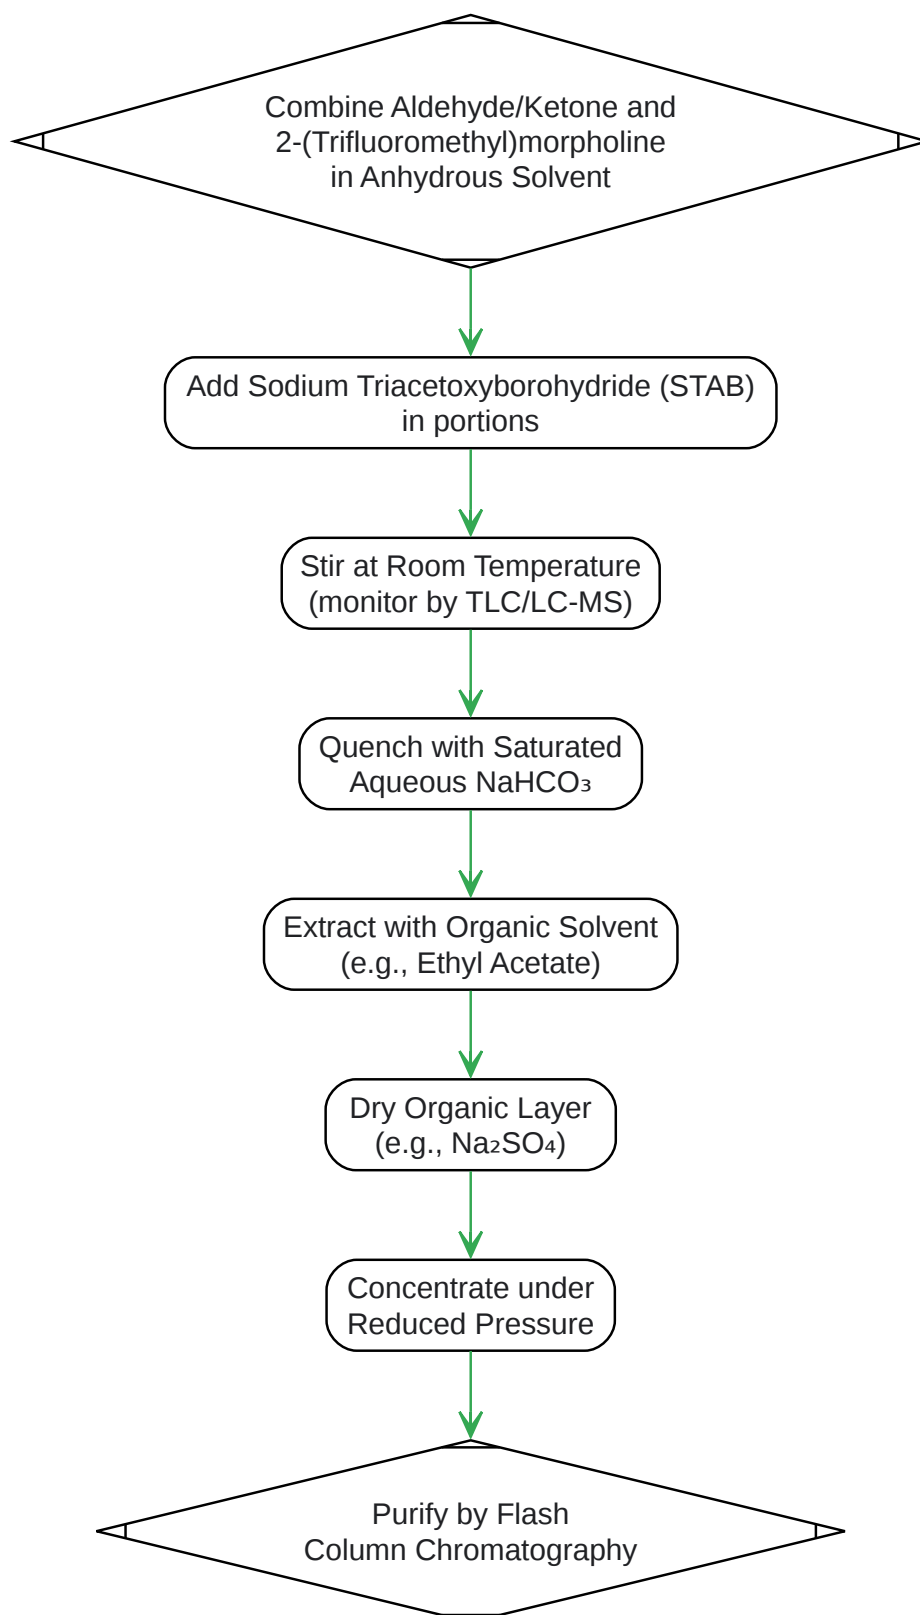 Combine Aldehyde/Ketone and
2-(Trifluoromethyl)morpholine
in Anhydrous Solvent
Add Sodium Triacetoxyborohydride (STAB)
in portions
Stir at Room Temperature
(monitor by TLC/LC-MS)
Quench with Saturated
Aqueous NaHCO₃
Extract with Organic Solvent
(e.g., Ethyl Acetate)
Dry Organic Layer
(e.g., Na₂SO₄)
Concentrate under
Reduced Pressure
Purify by Flash
Column Chromatography